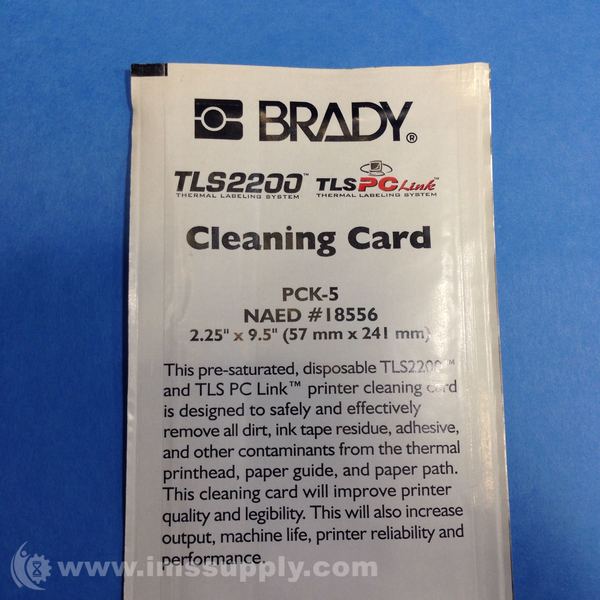 BRADY®
TLS2200™ TLSPCLink™
THERMAL LABELING SYSTEM THERMAL LABELING SYSTEM
Cleaning Card
PCK-5
NAED #18556
2.25" x 9.5" (57 mm x 241 mm)
This pre-saturated, disposable TLS2200™
and TLS PC Link™ printer cleaning card
is designed to safely and effectively
remove all dirt, ink tape residue, adhesive,
and other contaminants from the thermal
printhead, paper guide, and paper path.
This cleaning card will improve printer
quality and legibility. This will also increase
output, machine life, printer reliability and
performance.
www.imssupply.com